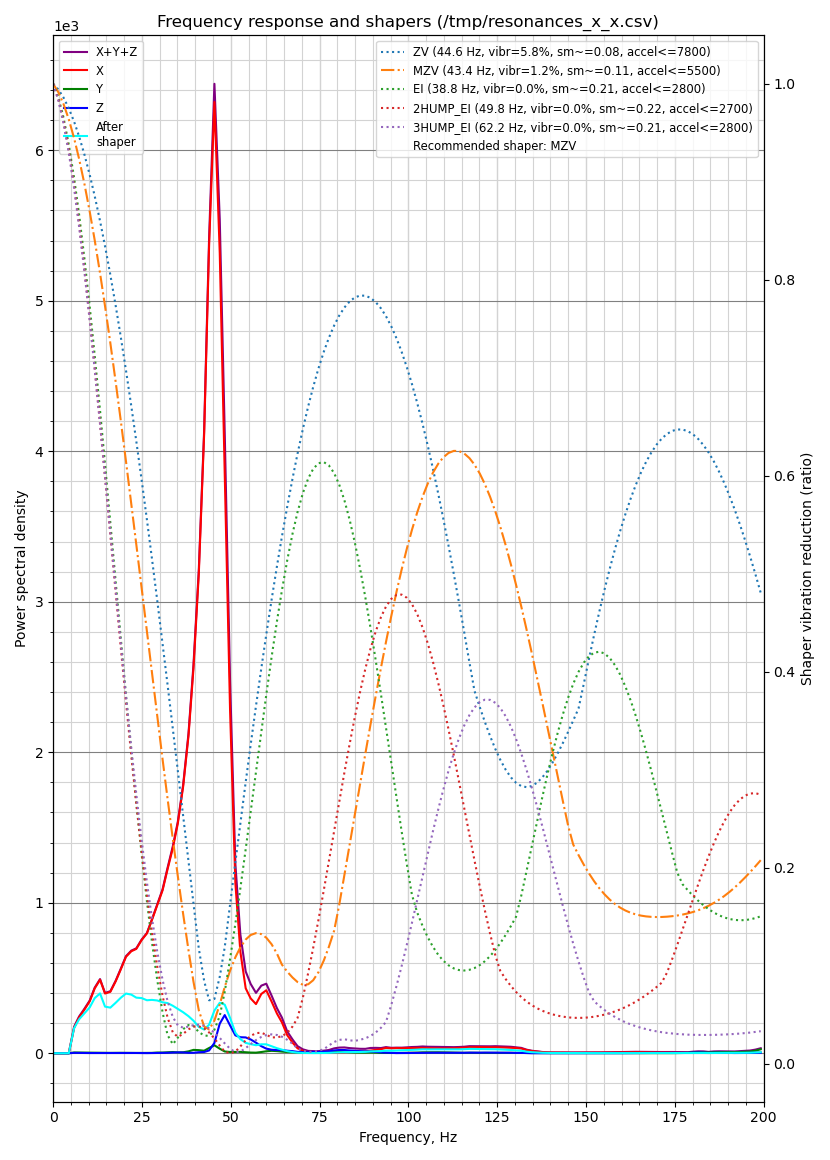 Frequency response and shapers (/tmp/resonances_x_x.csv)
1e3
X+Y+Z
X
Y
Z
After
shaper
ZV (44.6 Hz, vibr=5.8%, sm~=0.08, accel<=7800)
MZV (43.4 Hz, vibr=1.2%, sm~=0.11, accel<=5500)
EI (38.8 Hz, vibr=0.0%, sm~=0.21, accel<=2800)
2HUMP_EI (49.8 Hz, vibr=0.0%, sm~=0.22, accel<=2700)
3HUMP_EI (62.2 Hz, vibr=0.0%, sm~=0.21, accel<=2800)
Recommended shaper: MZV
Power spectral density
6
5
4
3
2
1
0
1.0
0.8
0.6
0.4
0.2
0.0
Shaper vibration reduction (ratio)
0 25 50 75 100 125 150 175 200
Frequency, Hz